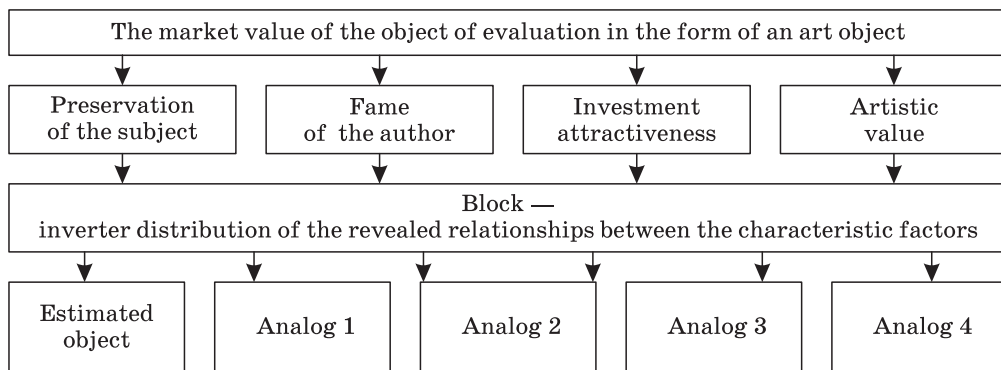 The market value of the object of evaluation in the form of an art object
Preservation
of the subject
Fame
of the author
Investment
attractiveness
Artistic
value
Block —
inverter distribution of the revealed relationships between the characteristic factors
Estimated
object
Analog 1
Analog 2
Analog 3
Analog 4